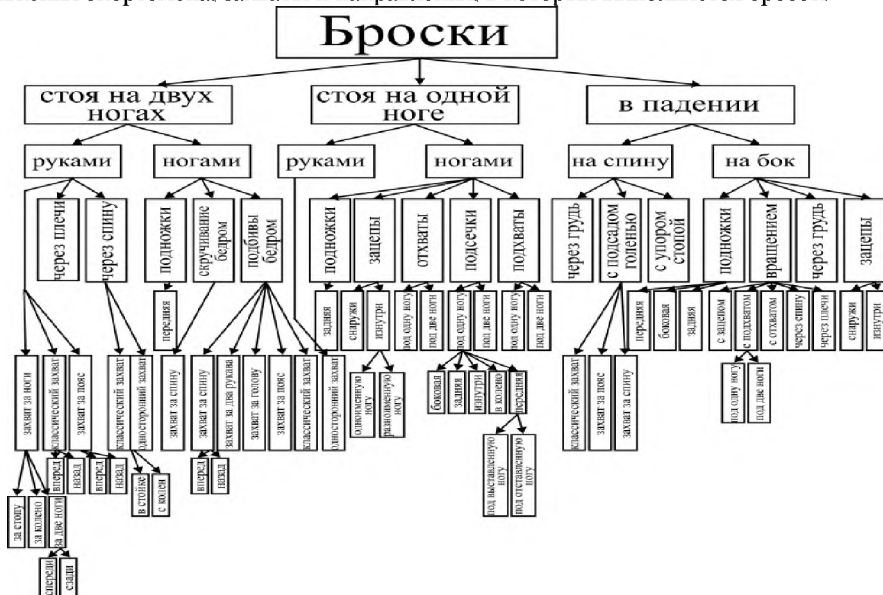 Броски
стоя на двух
ногах
стоя на одной
ноге
в падении
руками
ногами
руками
ногами
на спину
на бок
через плечи
через спину
подножки
скручивание
бедром
подбивы
бедром
подножки
зацепы
отхваты
подсечки
подхваты
через грудь
с подсадом
голенью
с упором
стопой
подножки
вращением
через грудь
зацепы
передняя
задняя
снаружи
изнутри
под одну ногу
под две ноги
под одну ногу
под две ноги
под одну ногу
под две ноги
передняя
боковая
задняя
с зацепом
с подхватом
с отхватом
через спину
через плечи
снаружи
изнутри
захват за ноги
классический захват
захват за пояс
классический захват
односторонний захват
захват за спину
захват за спину
захват за два рукава
захват за голову
захват за пояс
классический захват
односторонний захват
одноименную
ногу
разноименную
ногу
боковая
задняя
изнутри
в колено
передняя
классический захват
захват за пояс
захват за спину
под одну ногу
под две ноги
вперед
назад
вперед
назад
в стойке
с колен
вперед
назад
под выставленную
ногу
под отставленную
ногу
за стопу
за колено
за две ноги
спереди
сзади